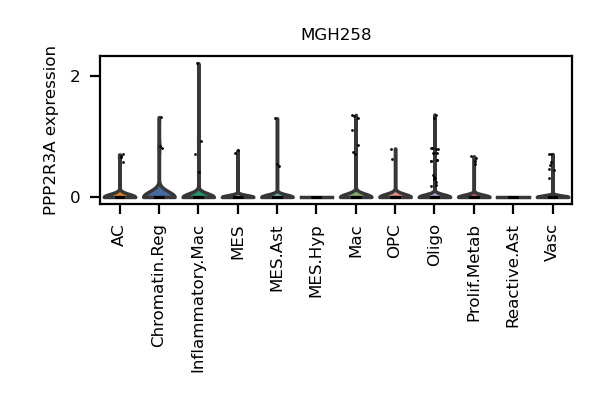 MGH258
PPP2R3A expression
2
0
AC
Chromatin.Reg
Inflammatory.Mac
MES
MES.Ast
MES.Hyp
Mac
OPC
Oligo
Prolif.Metab
Reactive.Ast
Vasc